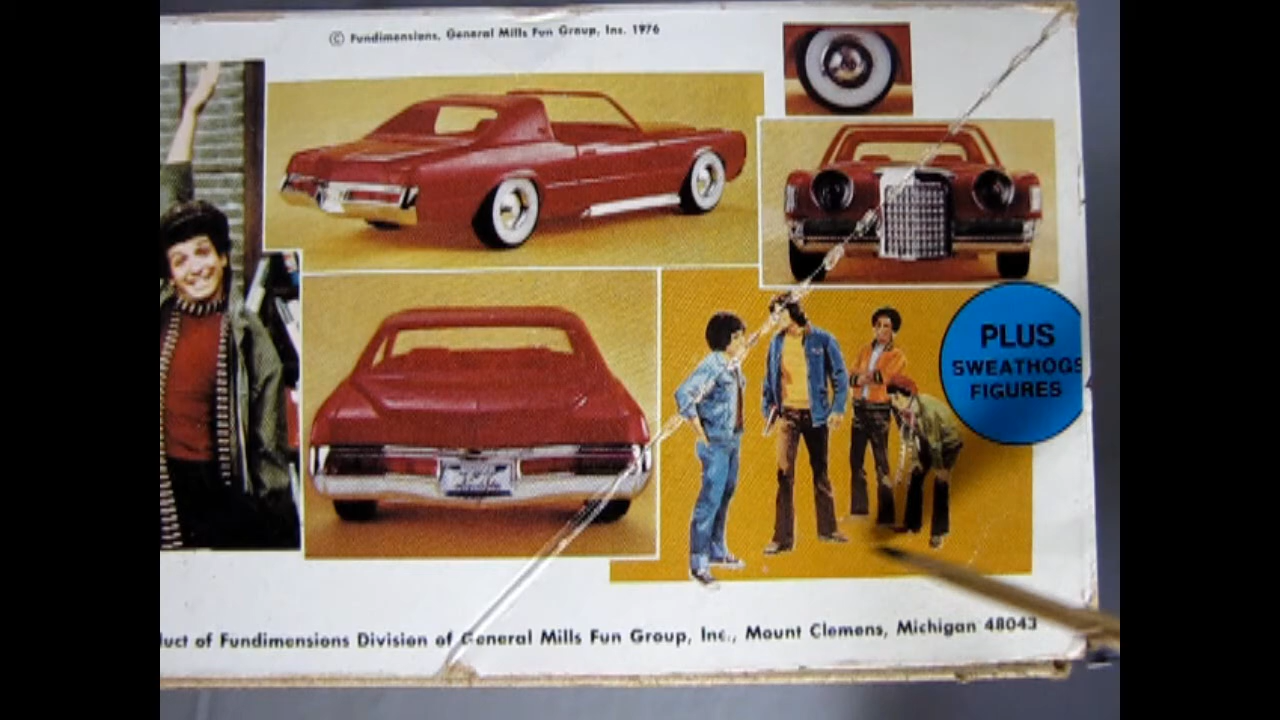 © Fundimensions, General Mills Fun Group, Inc. 1976
PLUS
SWEATHOGS
FIGURES
uct of Fundimensions Division of General Mills Fun Group, Inc., Mount Clemens, Michigan 48043